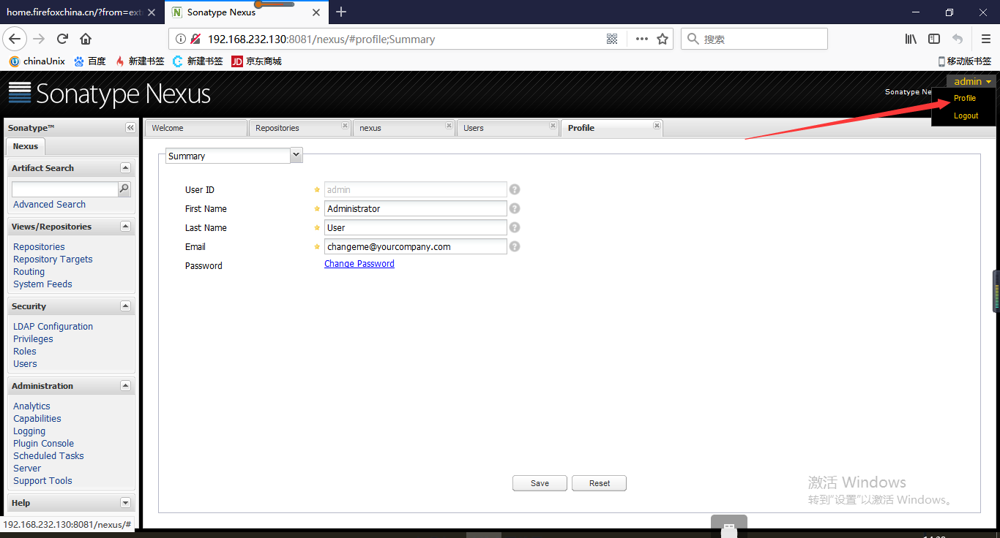 home.firefoxchina.cn/?from=ext
Sonatype Nexus
192.168.232.130:8081/nexus/#profile;Summary
搜索
chinaUnix
百度
新建书签
新建书签
JD 京东商城
移动版书签
Sonatype Nexus
admin
Sonatype Ne
Profile
Logout
Sonatype™
Welcome
Repositories
nexus
Users
Profile
Nexus
Summary
Artifact Search
Advanced Search
User ID
admin
First Name
Administrator
Last Name
User
Email
changeme@yourcompany.com
Password
Change Password
Views/Repositories
Repositories
Repository Targets
Routing
System Feeds
Security
LDAP Configuration
Privileges
Roles
Users
Administration
Analytics
Capabilities
Logging
Plugin Console
Scheduled Tasks
Server
Support Tools
Help
Save
Reset
激活 Windows
转到"设置"以激活 Windows。
192.168.232.130:8081/nexus/#